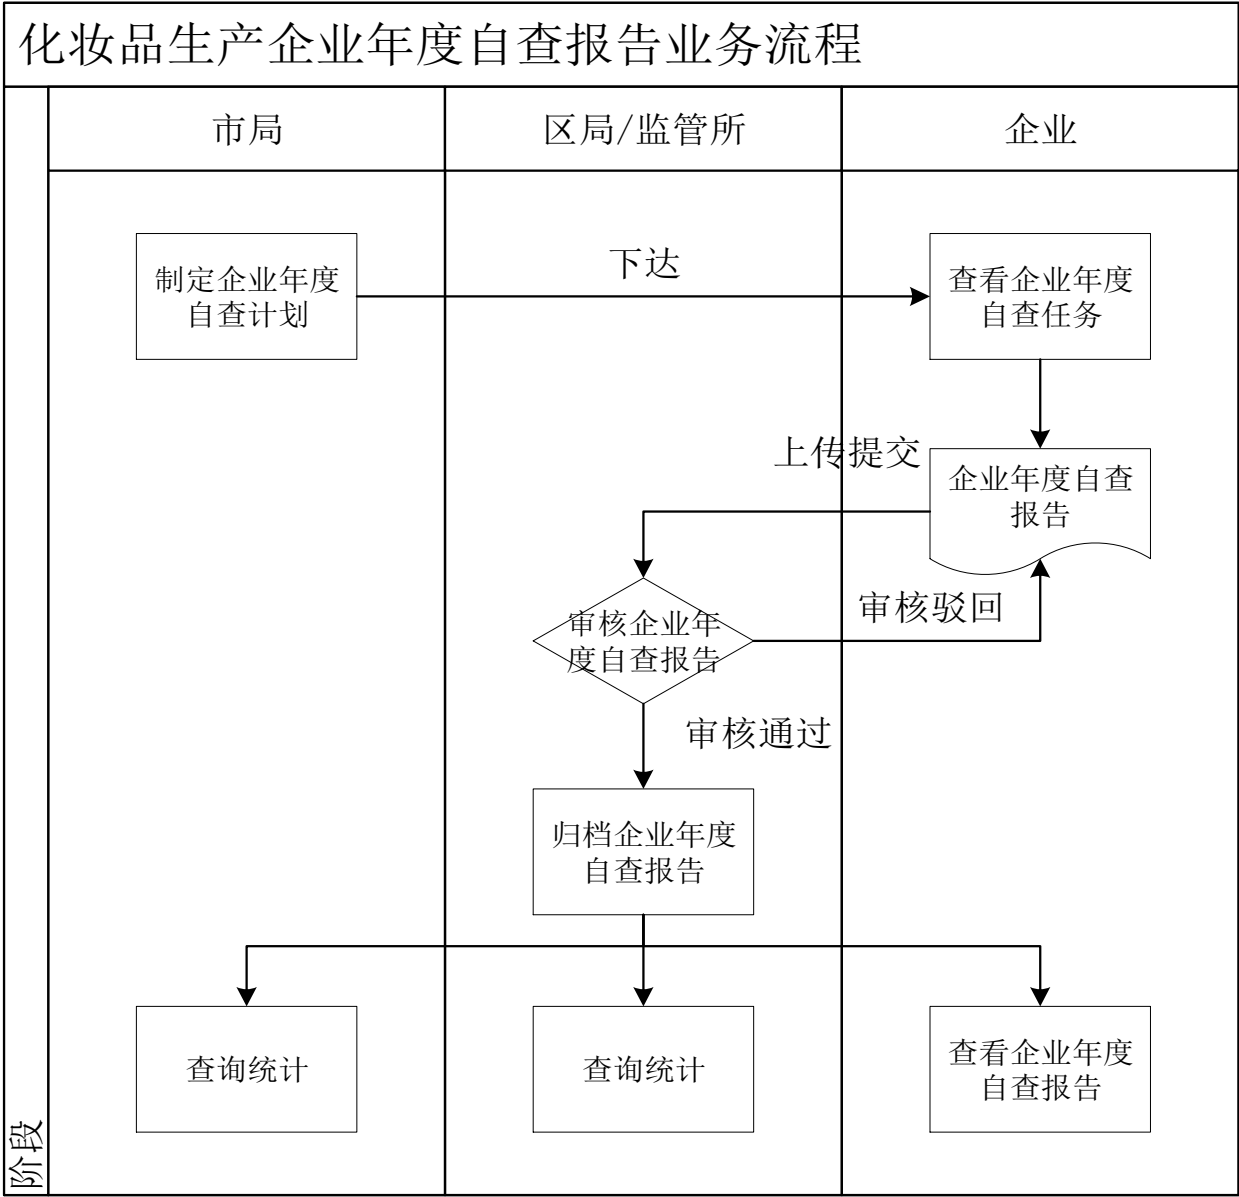 化妆品生产企业年度自查报告业务流程
市局
区局/监管所
企业
制定企业年度
自查计划
下达
查看企业年度
自查任务
上传提交
企业年度自查
报告
审核企业年
度自查报告
审核驳回
审核通过
归档企业年度
自查报告
查询统计
查询统计
查看企业年度
自查报告
阶段